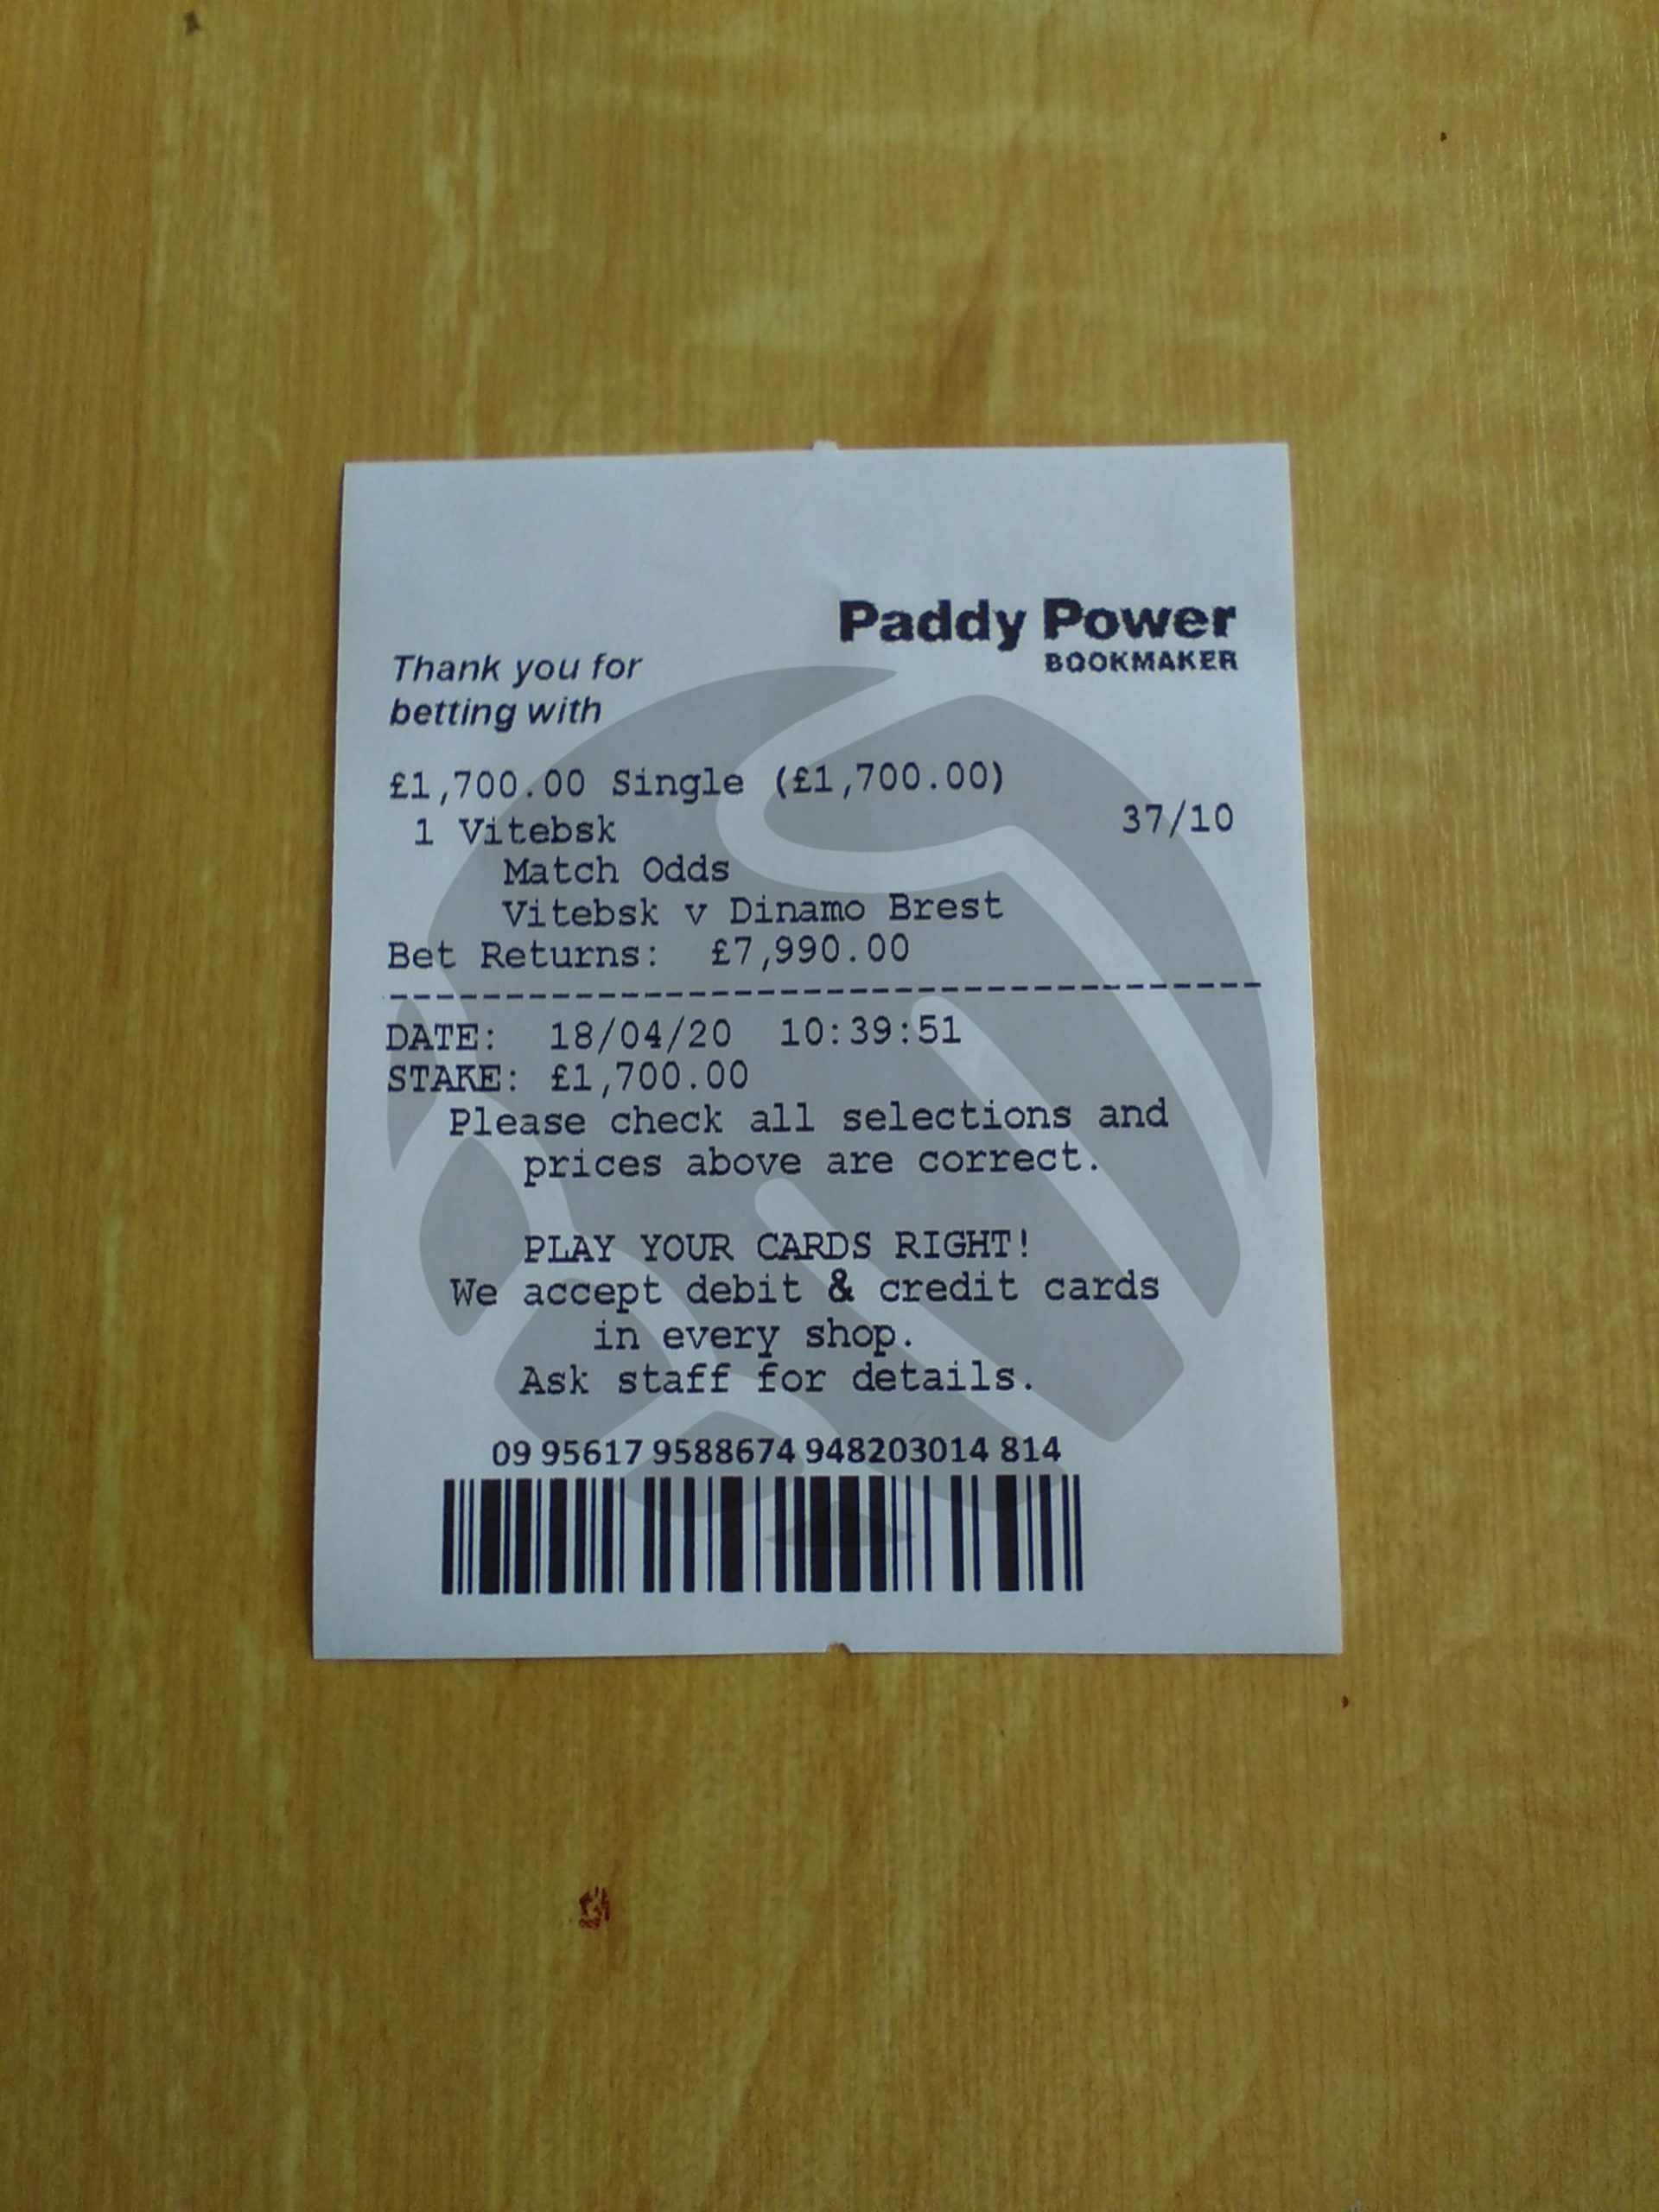 Paddy Power
BOOKMAKER
Thank you for
betting with
£1,700.00 Single (£1,700.00)
1 Vitebsk 37/10
Match Odds
Vitebsk v Dinamo Brest
Bet Returns: £7,990.00
--------------------------------------
DATE: 18/04/20 10:39:51
STAKE: £1,700.00
Please check all selections and
prices above are correct.
PLAY YOUR CARDS RIGHT!
We accept debit & credit cards
in every shop.
Ask staff for details.
09 95617 9588674 948203014 814